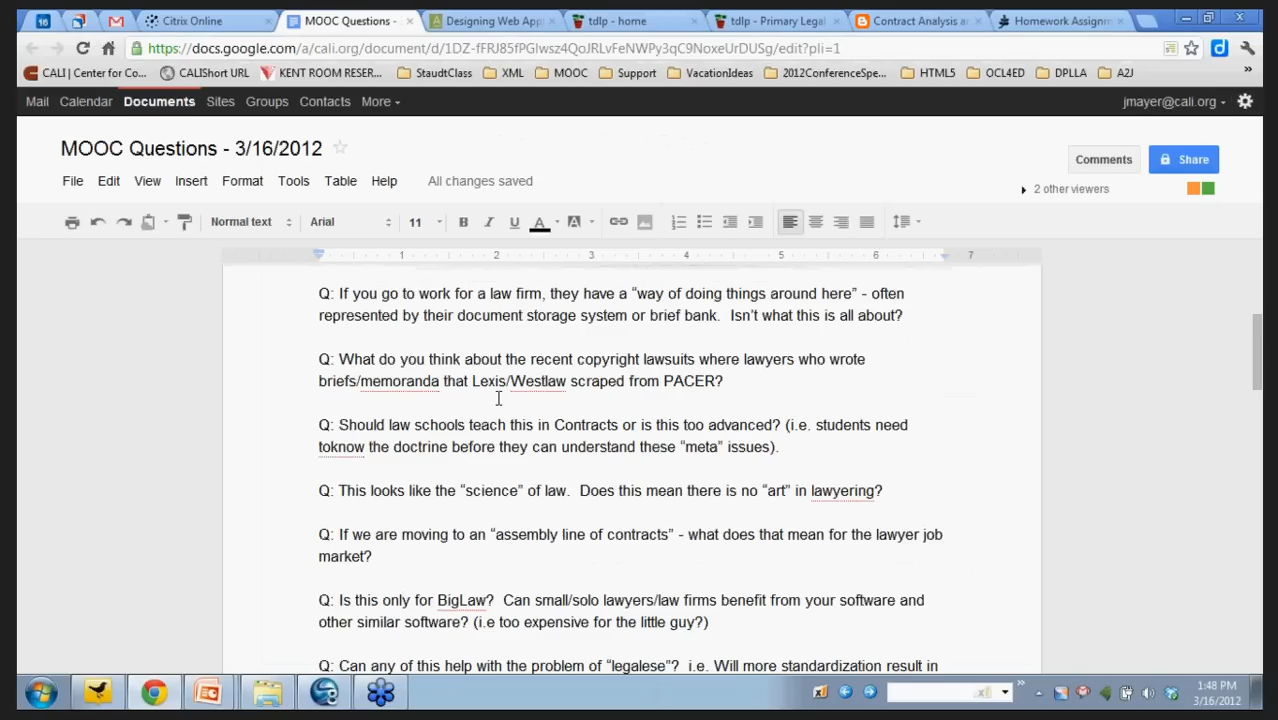 16
Citrix Online
MOOC Questions -
Designing Web App
tdlp - home
tdlp - Primary Legal
Contract Analysis a
Homework Assignm
https://docs.google.com/a/cali.org/document/d/1DZ-fFRJ85fPGlwsz4QoJRLvFeNWPy3qC9NoxeUrDUSg/edit?pli=1
CALI | Center for Co...
CALIShort URL
KENT ROOM RESER...
StaudtClass
XML
MOOC
Support
VacationIdeas
2012ConferenceSpe...
HTML5
OCL4ED
DPLLA
A2J
Mail Calendar Documents Sites Groups Contacts More
jmayer@cali.org
MOOC Questions - 3/16/2012
Comments
Share
File Edit View Insert Format Tools Table Help
All changes saved
2 other viewers
Normal text
Arial
11
B I U A A
1 2 3 4 5 6 7
Q: If you go to work for a law firm, they have a “way of doing things around here” - often
represented by their document storage system or brief bank. Isn’t what this is all about?
Q: What do you think about the recent copyright lawsuits where lawyers who wrote
briefs/memoranda that Lexis/Westlaw scraped from PACER?
Q: Should law schools teach this in Contracts or is this too advanced? (i.e. students need
toknow the doctrine before they can understand these “meta” issues).
Q: This looks like the “science” of law. Does this mean there is no “art” in lawyering?
Q: If we are moving to an “assembly line of contracts” - what does that mean for the lawyer job
market?
Q: Is this only for BigLaw? Can small/solo lawyers/law firms benefit from your software and
other similar software? (i.e too expensive for the little guy?)
Q: Can any of this help with the problem of “legalese”? i.e. Will more standardization result in
1:48 PM
3/16/2012